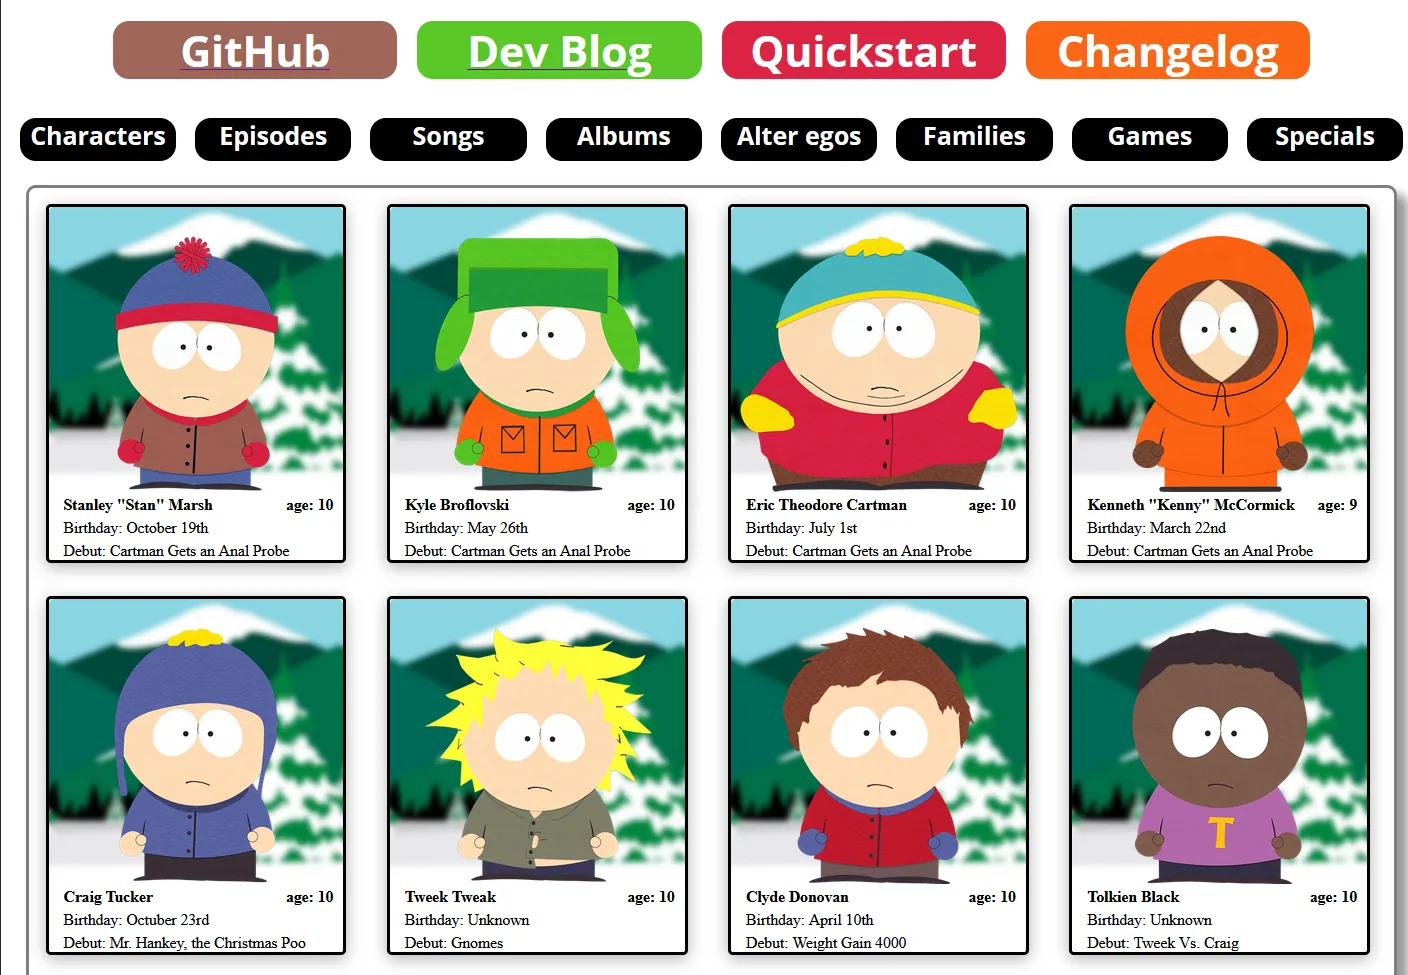 GitHub Dev Blog Quickstart Changelog
Characters Episodes Songs Albums Alter egos Families Games Specials
Stanley "Stan" Marsh age: 10
Birthday: October 19th
Debut: Cartman Gets an Anal Probe
Kyle Broflovski age: 10
Birthday: May 26th
Debut: Cartman Gets an Anal Probe
Eric Theodore Cartman age: 10
Birthday: July 1st
Debut: Cartman Gets an Anal Probe
Kenneth "Kenny" McCormick age: 9
Birthday: March 22nd
Debut: Cartman Gets an Anal Probe
T
Craig Tucker age: 10
Birthday: Octuber 23rd
Debut: Mr. Hankey, the Christmas Poo
Tweek Tweak age: 10
Birthday: Unknown
Debut: Gnomes
Clyde Donovan age: 10
Birthday: April 10th
Debut: Weight Gain 4000
Tolkien Black age: 10
Birthday: Unknown
Debut: Tweek Vs. Craig